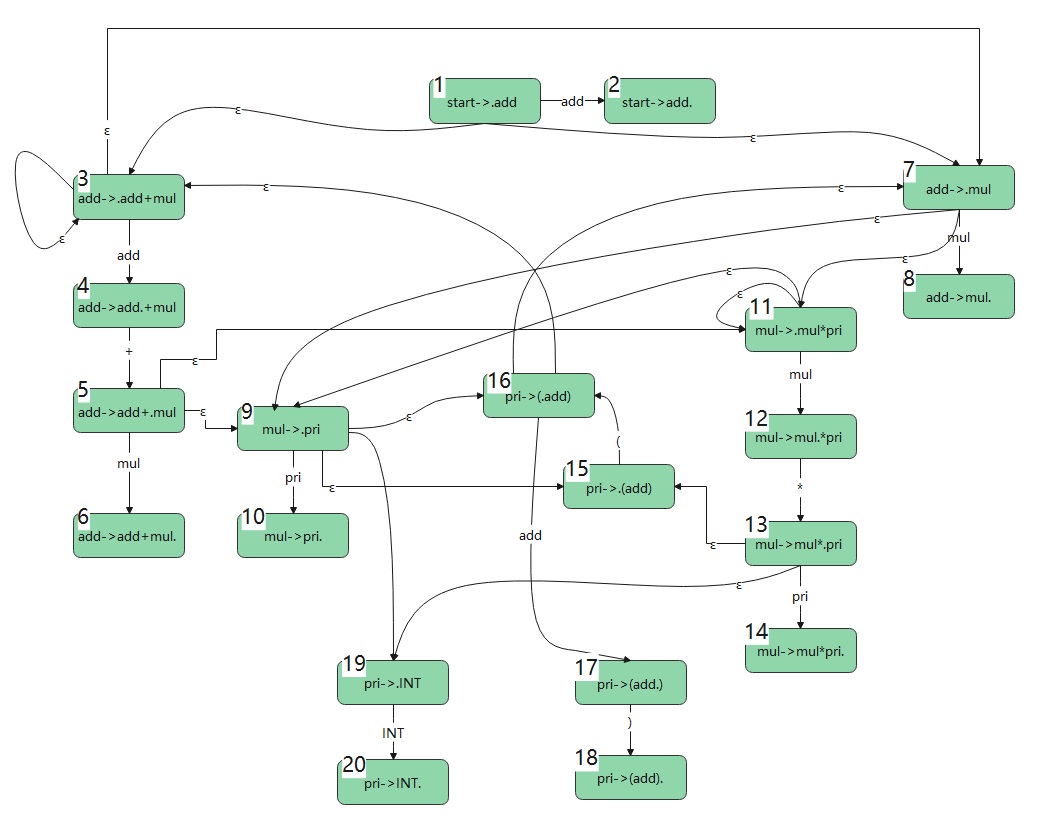 1
start->.add
add
2
start->add.
ε
ε
ε
3
add->.add+mul
ε
ε
ε
7
add->.mul
ε
mul
ε
add
4
add->add.+mul
8
add->mul.
ε
ε
11
mul->.mul*pri
+
ε
mul
5
add->add+.mul
ε
9
mul->.pri
ε
16
pri->(.add)
12
mul->mul.*pri
(
mul
pri
ε
15
pri->.(add)
*
6
add->add+mul.
10
mul->pri.
add
13
mul->mul*.pri
ε
ε
pri
14
mul->mul*pri.
19
pri->.INT
17
pri->(add.)
INT
)
20
pri->INT.
18
pri->(add).